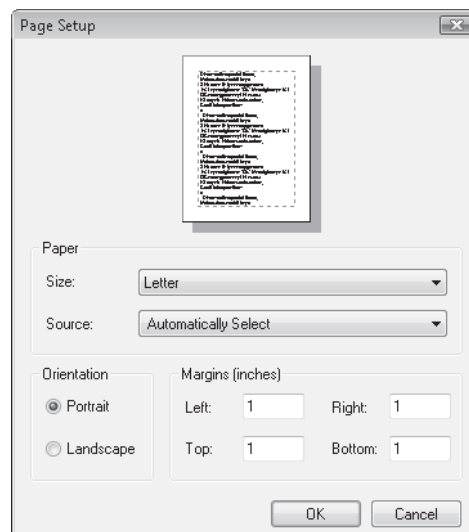 Page Setup
Paper
Size: Letter
Source: Automatically Select
Orientation
Portrait
Landscape
Margins (inches)
Left: 1 Right: 1
Top: 1 Bottom: 1
OK Cancel